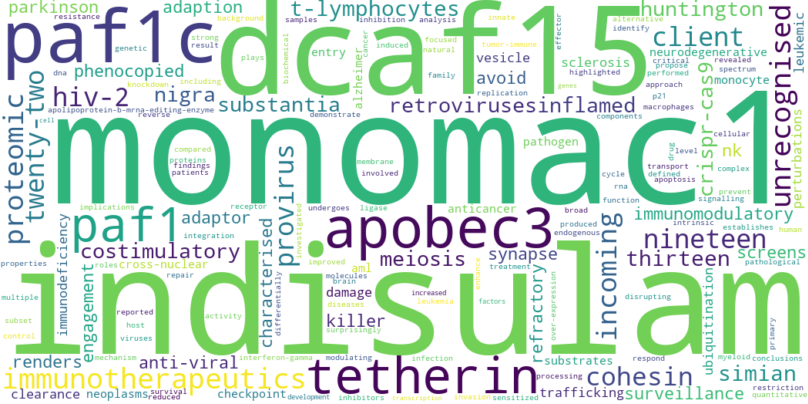 parkinson adaption t-lymphocytes huntington
paf1c dcaf15 client unrecognised
resistance background samples inhibition analysis innate alternative
strong result genetic plays focused natural effector identify
biochemical induced cancer tumor-immune
entry alzheimer sclerosis neurodegenerative
phenocopied vesicle family highlighted critical revealed leukemic
dna including avoid propose performed spectrum
hiv-2 nigra knockdown replication genes approach monocyte
apolipoprotein-b-mrna-editing-enzyme substantia retroviruses inflamed p21 macrophages
proteomic twenty-two cell reverse demonstrate components crispr-cas9 perturbations
monomac1
compared proteins findings patients membrane involved pathogen
drug level defined transport apoptosis nk cellular complex prevent signalling
cycle rna function
provirus implications receptor undergoes ligase anticancer broad produced endogenous immunomodulatory
paf1 adaptor integration investigated apobec3 incoming intrinsic establishes human
immunodeficiency costimulatory characterised meiosis synapse nineteen
properties roles cross-nuclear improved aml molecules brain treatment enhance refractory over-expression thirteen screens pathological
indisulam
engagement repair differentially diseases damage increased leukemia factors disrupting ubiquitination
multiple subset control reported host viruses activity killer surprisingly quantitative primary
renders mechanism interferon-gamma modulating infection substrates respond myeloid conclusions
anti-viral tetherin processing cohesin simian
immunotherapeutics survival reduced inhibitors transcription invasion sensitized restriction
clearance neoplasms checkpoint development trafficking surveillance